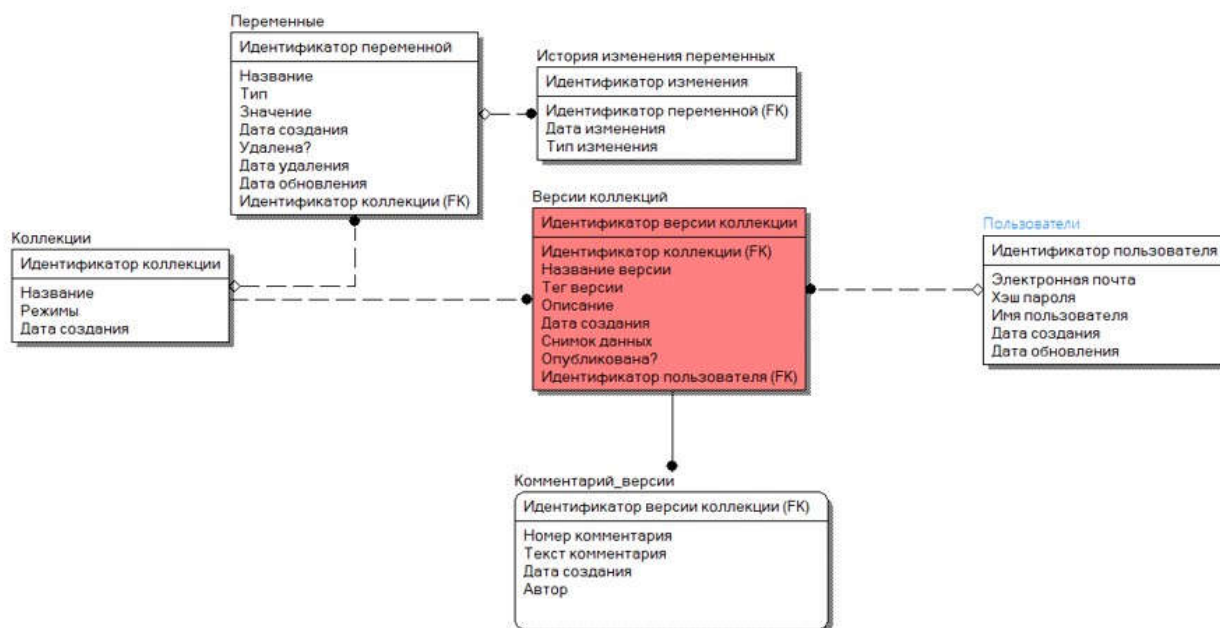 Переменные
Идентификатор переменной
Название
Тип
Значение
Дата создания
Удалена?
Дата удаления
Дата обновления
Идентификатор коллекции (FK)
История изменения переменных
Идентификатор изменения
Идентификатор переменной (FK)
Дата изменения
Тип изменения
Коллекции
Идентификатор коллекции
Название
Режимы
Дата создания
Версии коллекций
Идентификатор версии коллекции
Идентификатор коллекции (FK)
Название версии
Тег версии
Описание
Дата создания
Снимок данных
Опубликована?
Идентификатор пользователя (FK)
Пользователи
Идентификатор пользователя
Электронная почта
Хэш пароля
Имя пользователя
Дата создания
Дата обновления
Комментарий_версии
Идентификатор версии коллекции (FK)
Номер комментария
Текст комментария
Дата создания
Автор